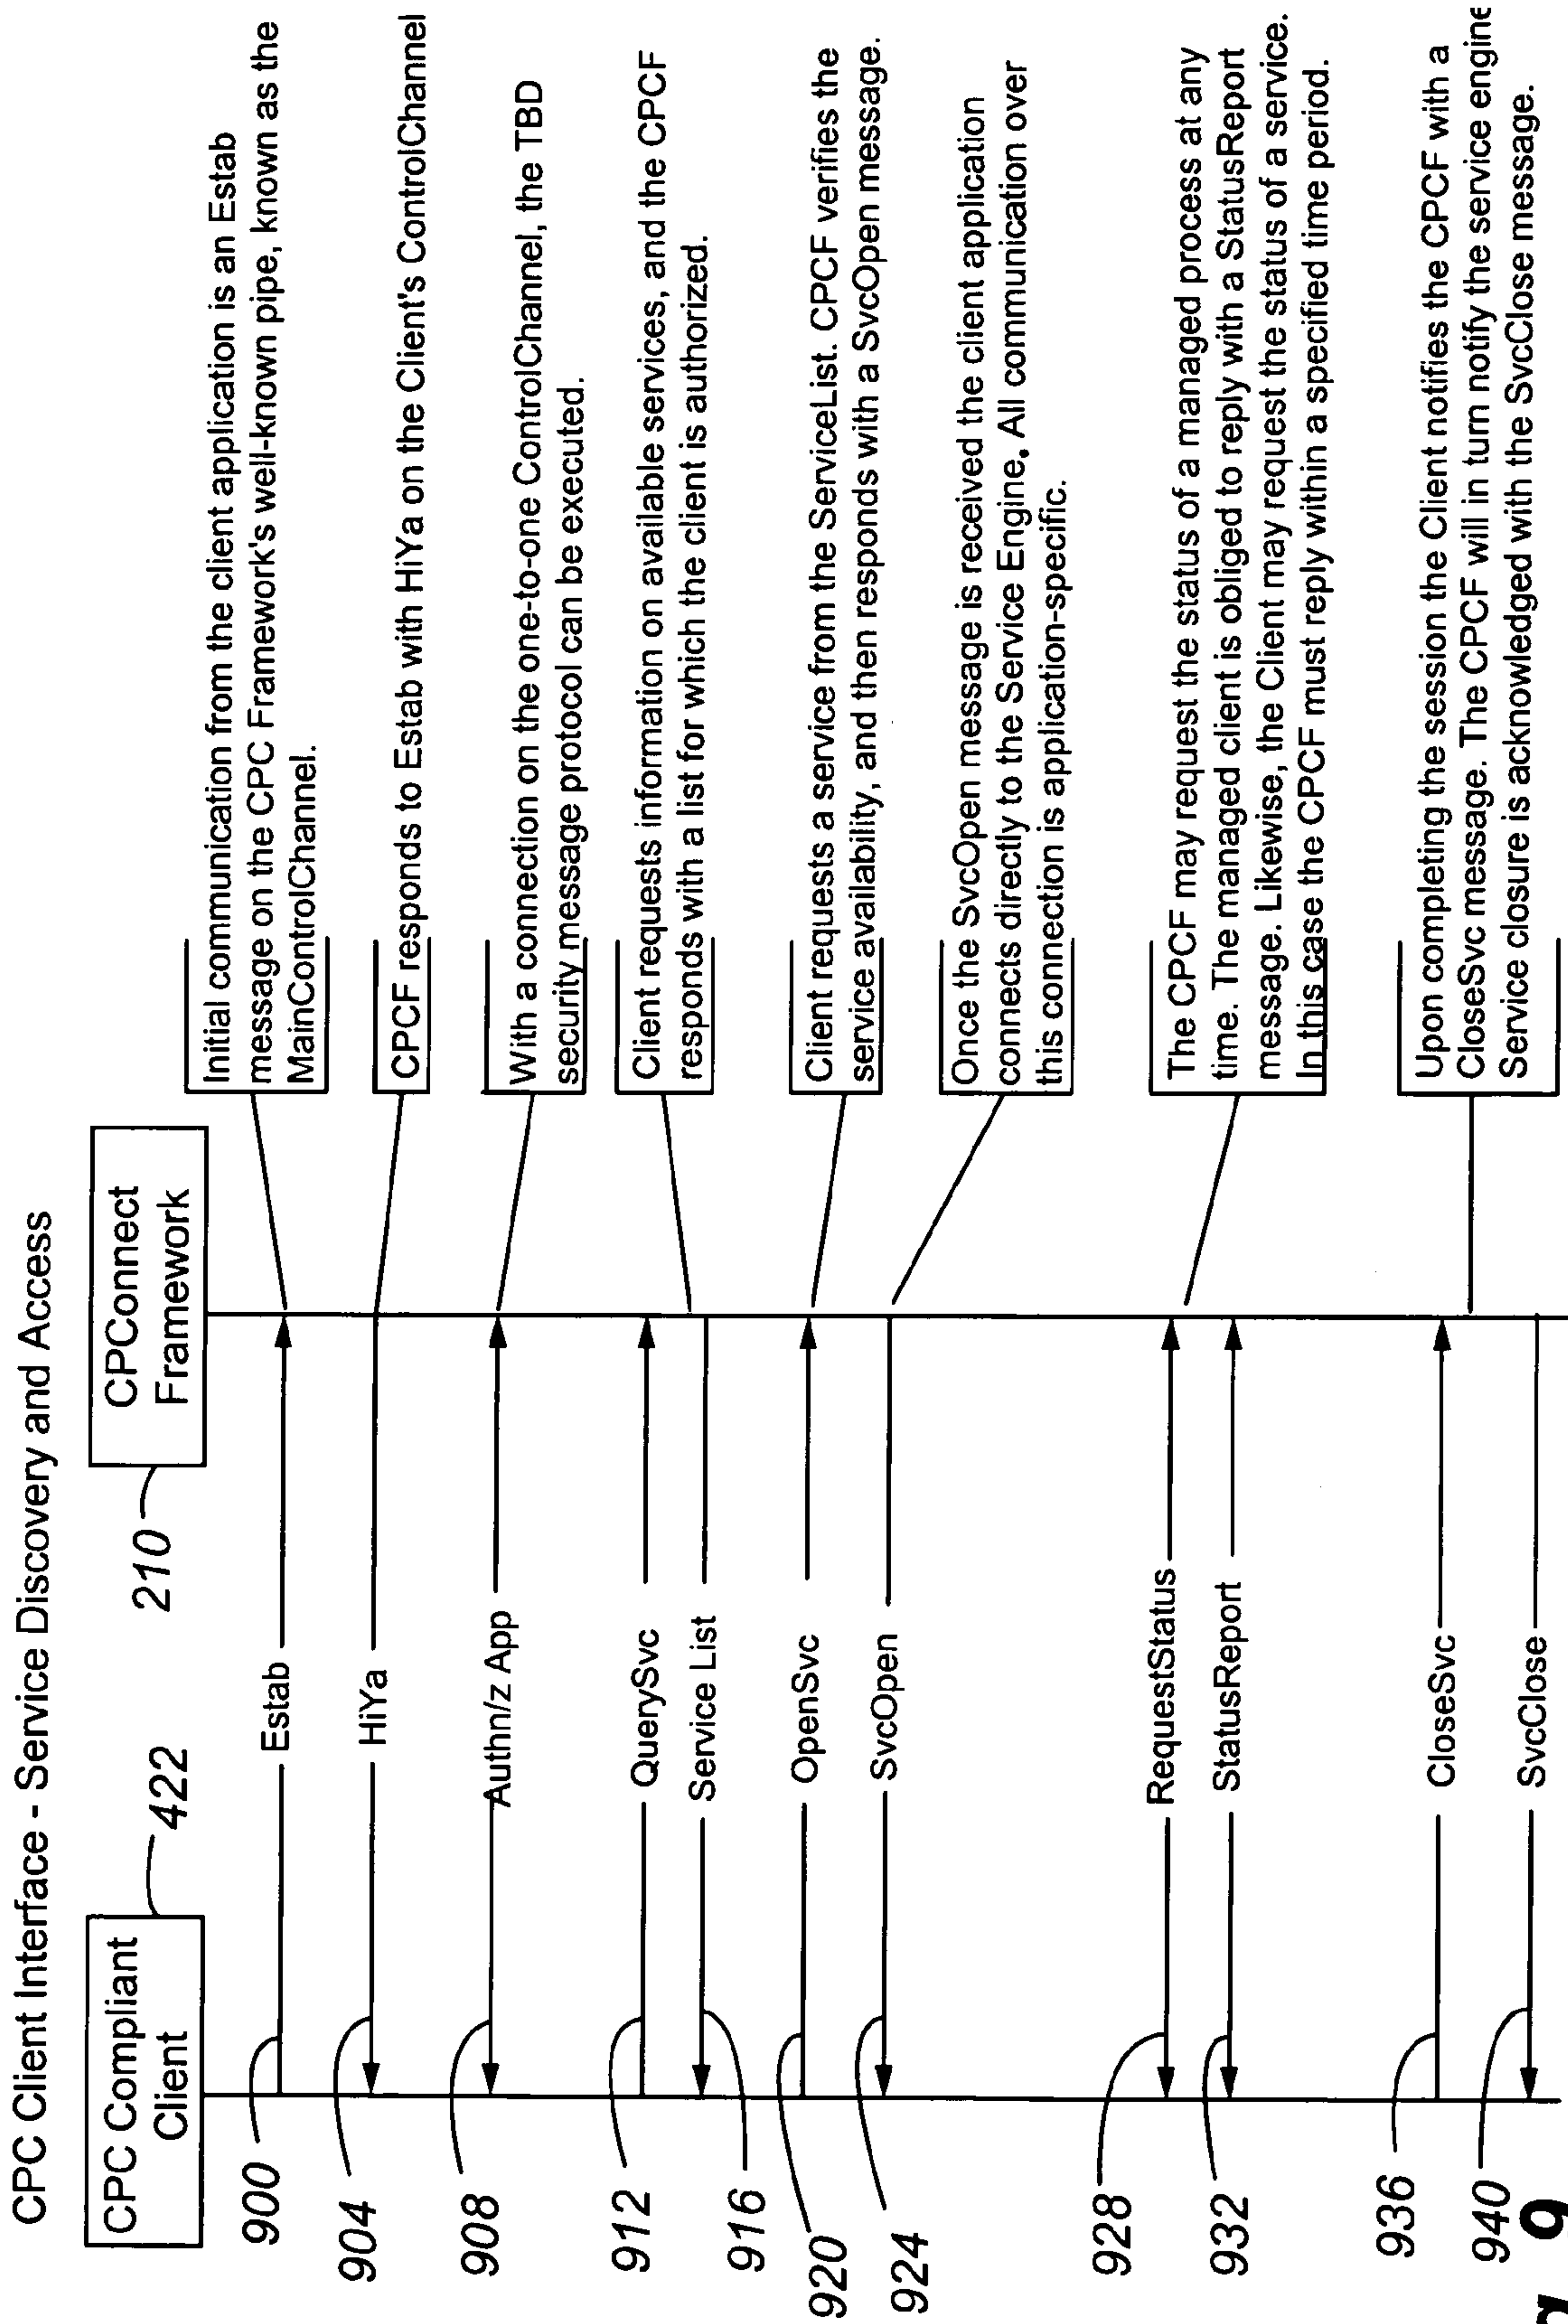 CPC Client Interface - Service Discovery and Access
CPC Compliant
Client
422
CPConnect
Framework
210
900
Estab
Initial communication from the client application is an Estab
message on the CPC Framework's well-known pipe, known as the
MainControlChannel.
904
HiYa
CPCF responds to Estab with HiYa on the Client's ControlChannel
908
Authn/z App
With a connection on the one-to-one ControlChannel, the TBD
security message protocol can be executed.
912
QuerySvc
Client requests information on available services, and the CPCF
responds with a list for which the client is authorized.
916
Service List
920
OpenSvc
Client requests a service from the ServiceList. CPCF verifies the
service availability, and then responds with a SvcOpen message.
924
SvcOpen
Once the SvcOpen message is received the client application
connects directly to the Service Engine. All communication over
this connection is application-specific.
928
RequestStatus
The CPCF may request the status of a managed process at any
time. The managed client is obliged to reply with a StatusReport
message. Likewise, the Client may request the status of a service.
In this case the CPCF must reply within a specified time period.
932
StatusReport
936
CloseSvc
Upon completing the session the Client notifies the CPCF with a
CloseSvc message. The CPCF will in turn notify the service engine
Service closure is acknowledged with the SvcClose message.
940
SvcClose
9